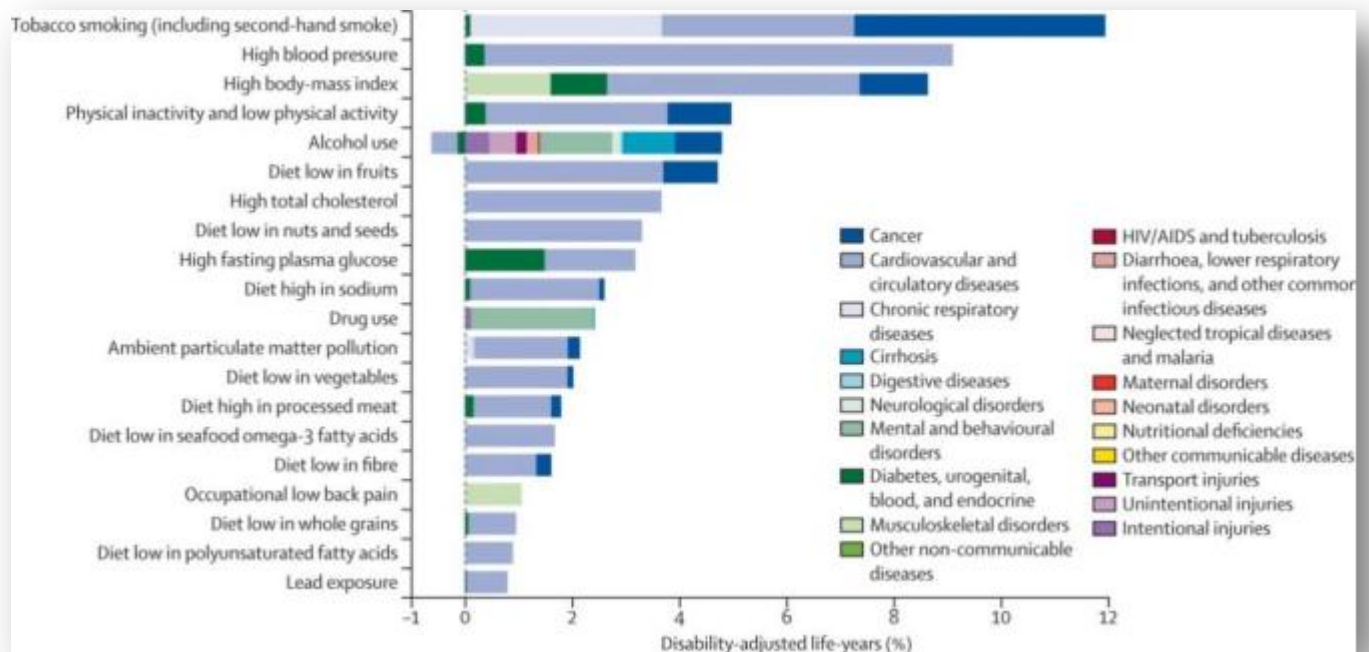 Tobacco smoking (including second-hand smoke)
High blood pressure
High body-mass index
Physical inactivity and low physical activity
Alcohol use
Diet low in fruits
High total cholesterol
Diet low in nuts and seeds
High fasting plasma glucose
Diet high in sodium
Drug use
Ambient particulate matter pollution
Diet low in vegetables
Diet high in processed meat
Diet low in seafood omega-3 fatty acids
Diet low in fibre
Occupational low back pain
Diet low in whole grains
Diet low in polyunsaturated fatty acids
Lead exposure
Cancer
Cardiovascular and
circulatory diseases
Chronic respiratory
diseases
Cirrhosis
Digestive diseases
Neurological disorders
Mental and behavioural
disorders
Diabetes, urogenital,
blood, and endocrine
Musculoskeletal disorders
Other non-communicable
diseases
HIV/AIDS and tuberculosis
Diarrhoea, lower respiratory
infections, and other common
infectious diseases
Neglected tropical diseases
and malaria
Maternal disorders
Neonatal disorders
Nutritional deficiencies
Other communicable diseases
Transport injuries
Unintentional injuries
Intentional injuries
-1 0 2 4 6 8 10 12
Disability-adjusted life-years (%)